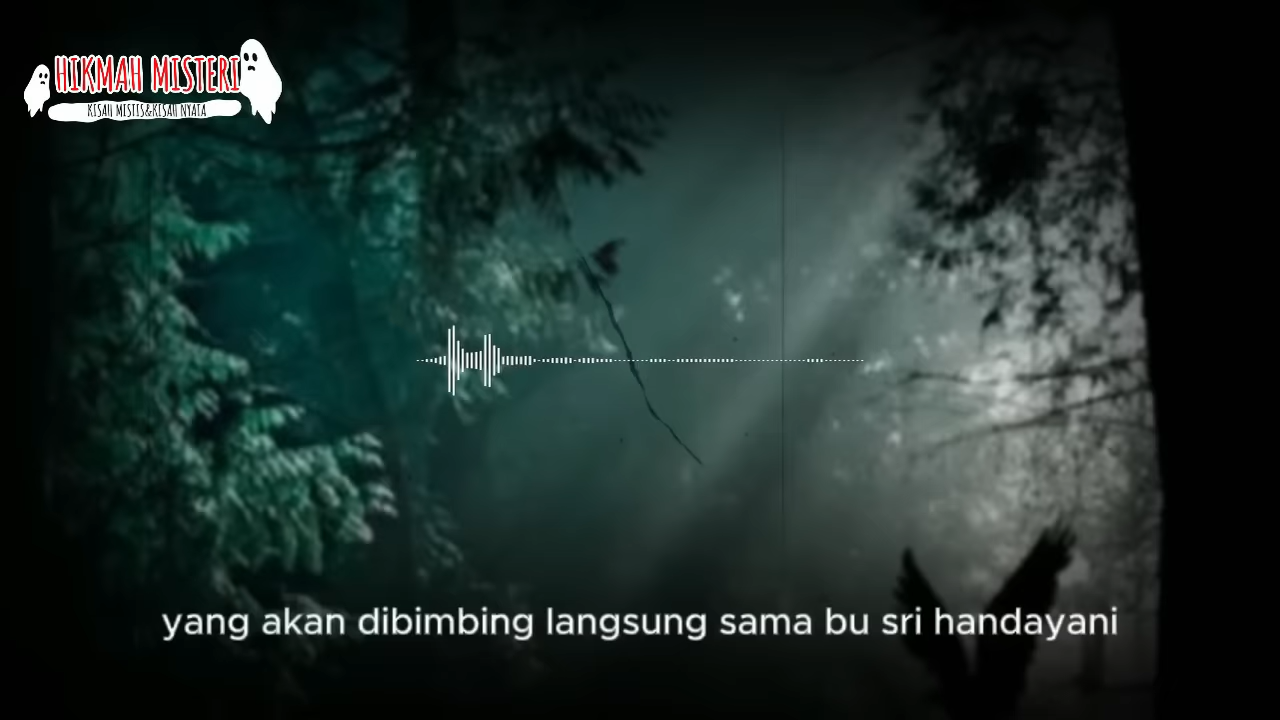 HIKMAH MISTERI
KISAH MISTIS&KISAH NYATA
yang akan dibimbing langsung sama bu sri handayani